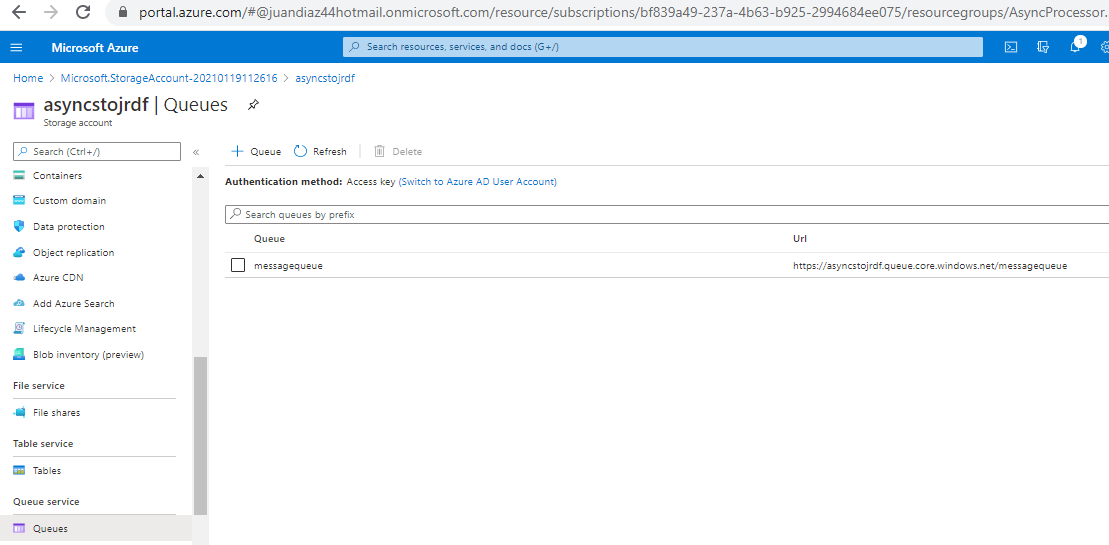 portal.azure.com/#@juandiaz44hotmail.onmicrosoft.com/resource/subscriptions/bf839a49-237a-4b63-b925-2994684ee075/resourcegroups/AsyncProcessor.
Microsoft Azure
Search resources, services, and docs (G+/)
1
Home > Microsoft.StorageAccount-20210119112616 > asyncstojrdf
asyncstojrdf | Queues
Storage account
Search (Ctrl+/)
«
+ Queue
Refresh
Delete
Containers
Custom domain
Data protection
Object replication
Azure CDN
Add Azure Search
Lifecycle Management
Blob inventory (preview)
File service
File shares
Table service
Tables
Queue service
Queues
Authentication method: Access key (Switch to Azure AD User Account)
Search queues by prefix
Queue Url
messagequeue https://asyncstojrdf.queue.core.windows.net/messagequeue